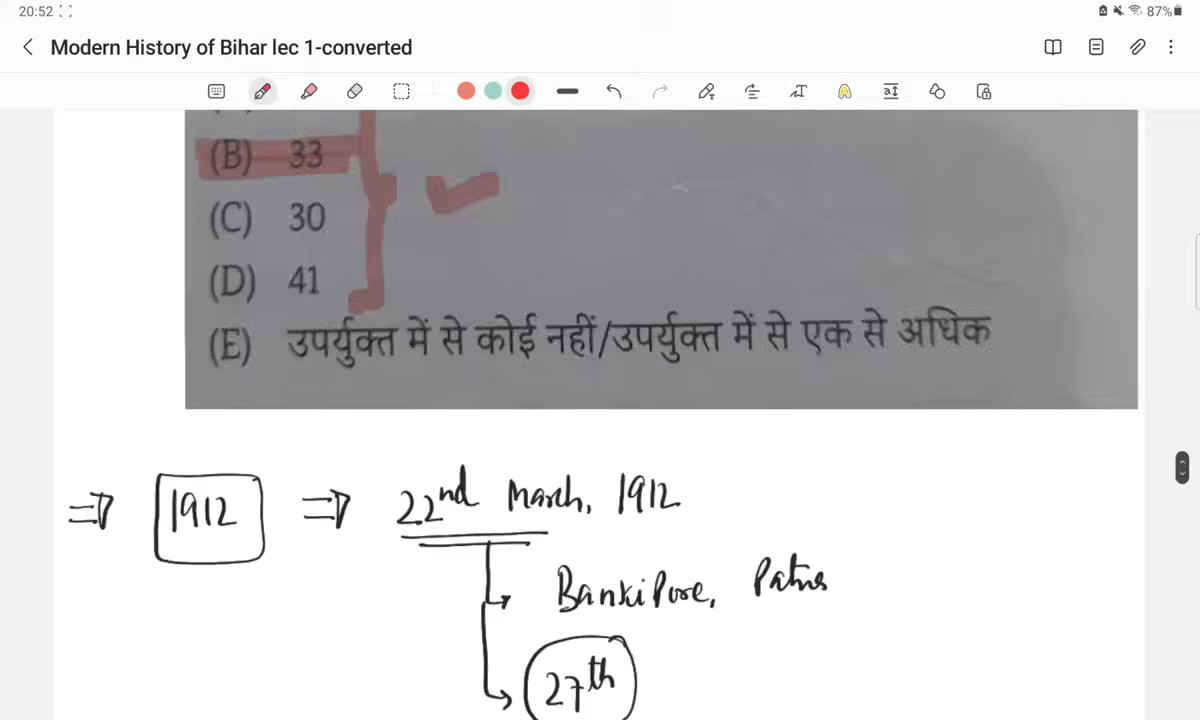 20:52 87%
Modern History of Bihar lec 1-converted
(B) 33
(C) 30
(D) 41
(E) उपर्युक्त में से कोई नहीं/उपर्युक्त में से एक से अधिक
⇒ 1912 ⇒ 22nd March, 1912
Bankipore, Patna
27th